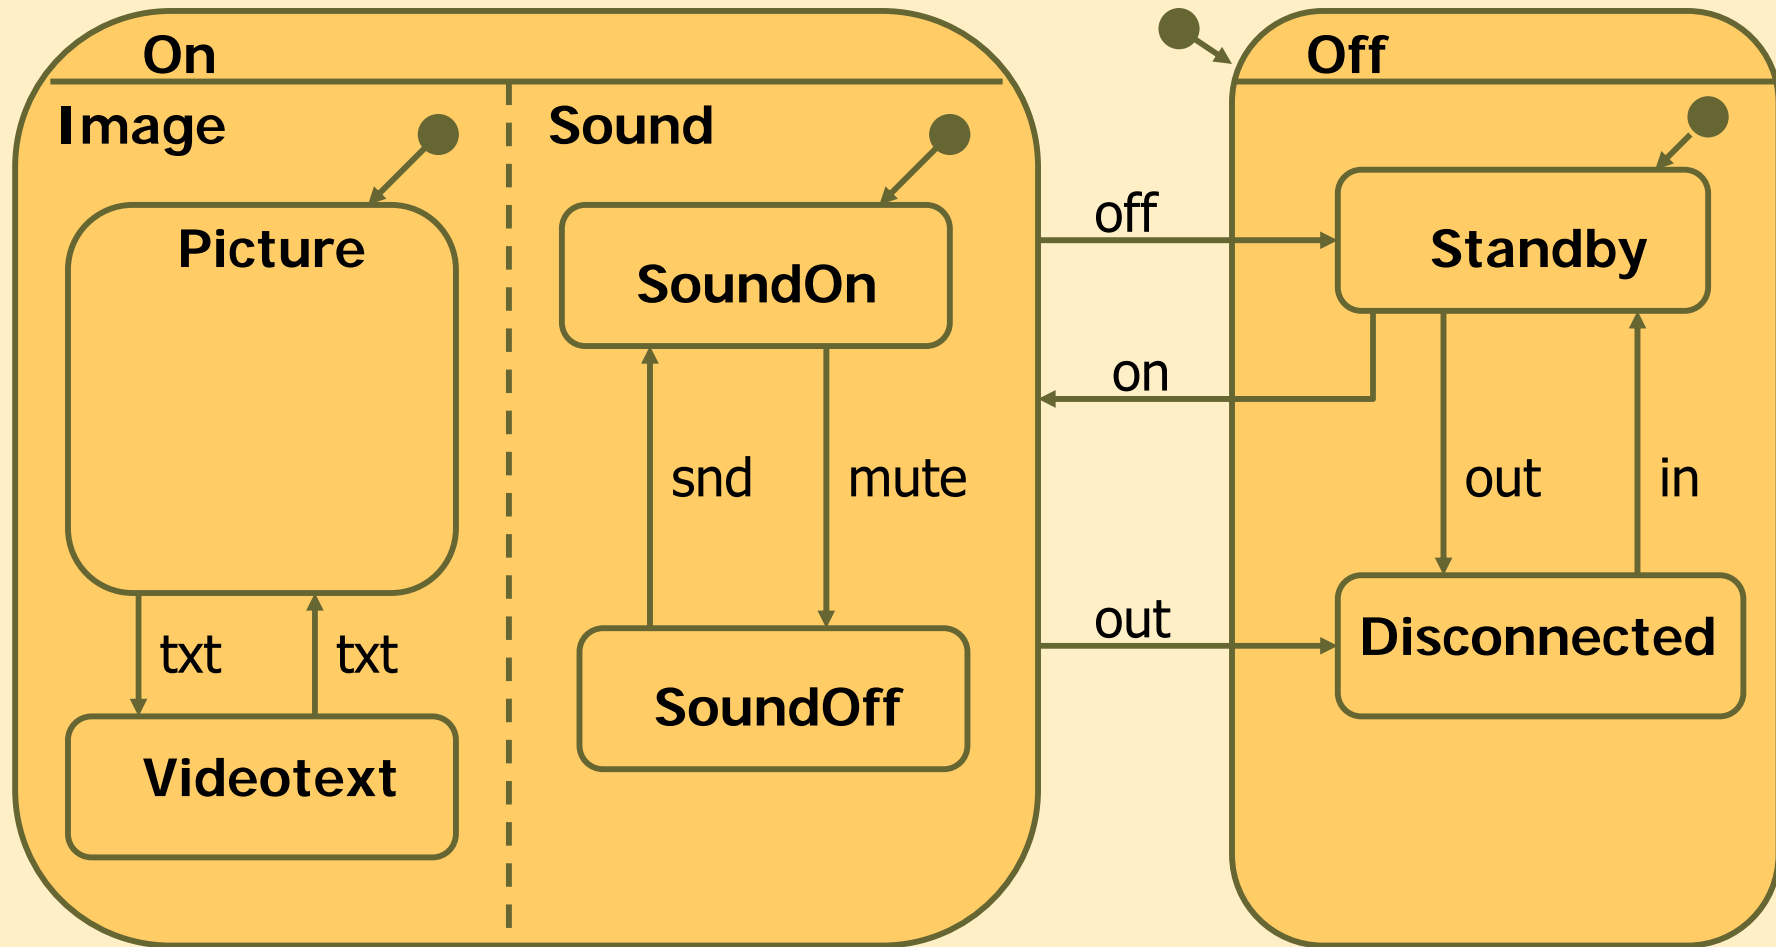 On
Off
Image
Sound
Picture
SoundOn
off
Standby
on
snd
mute
out
in
txt
txt
out
Disconnected
SoundOff
Videotext